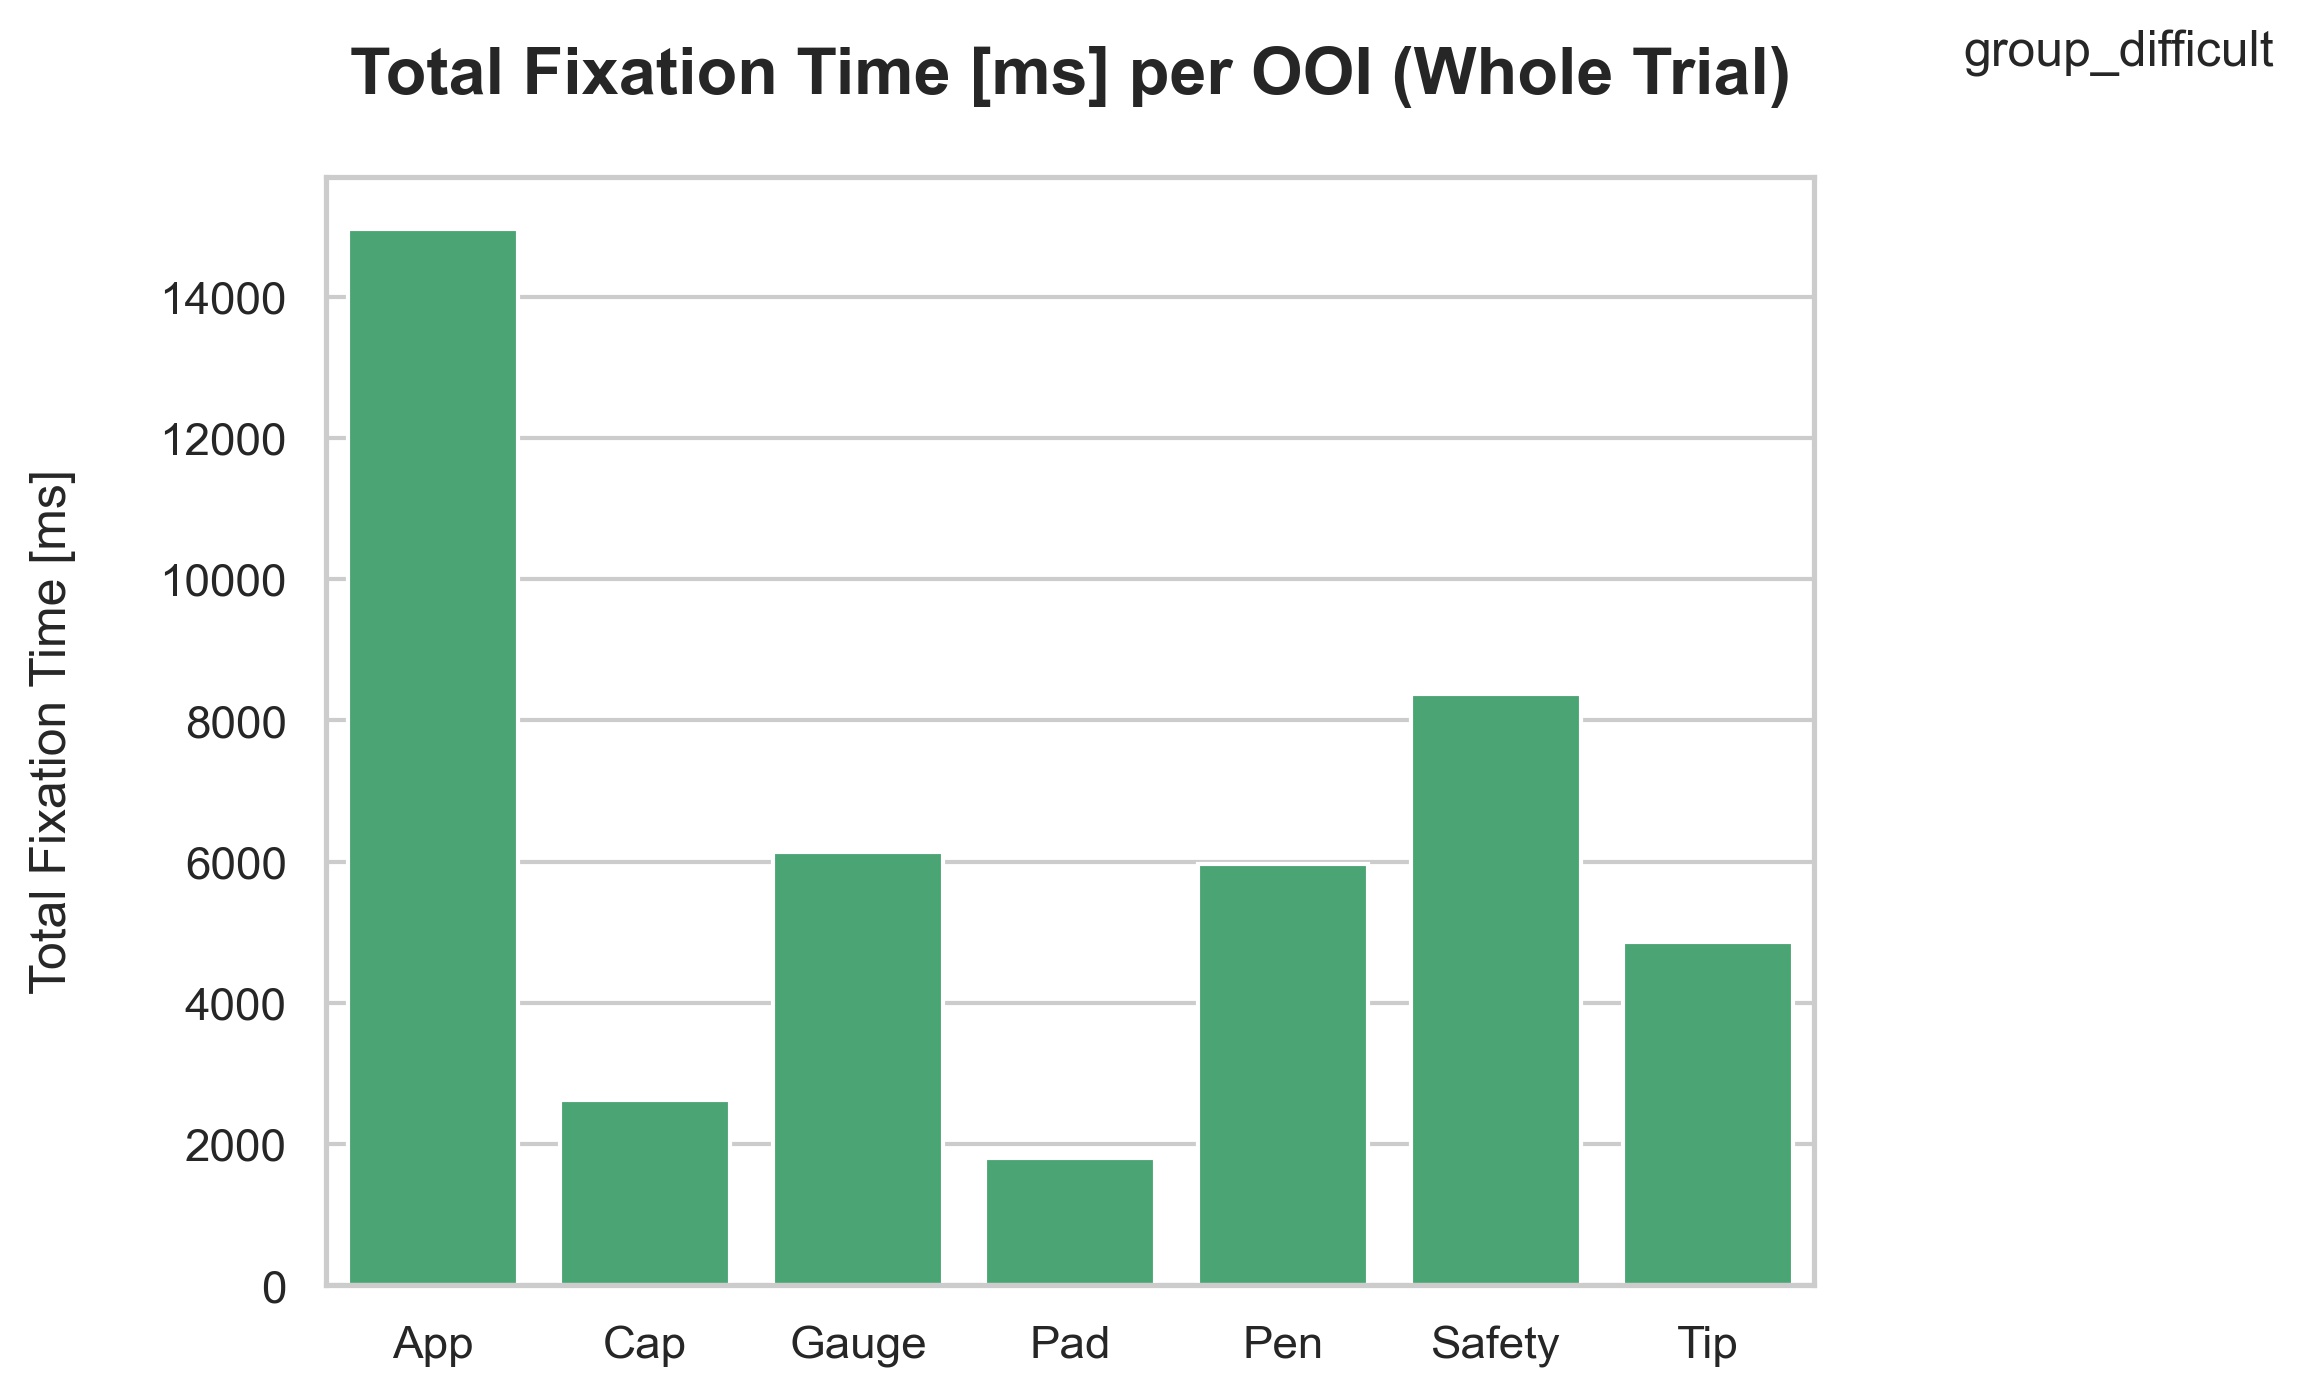 group_difficult
Total Fixation Time [ms] per OOI (Whole Trial)
Total Fixation Time [ms]
14000
12000
10000
8000
6000
4000
2000
0
App Cap Gauge Pad Pen Safety Tip